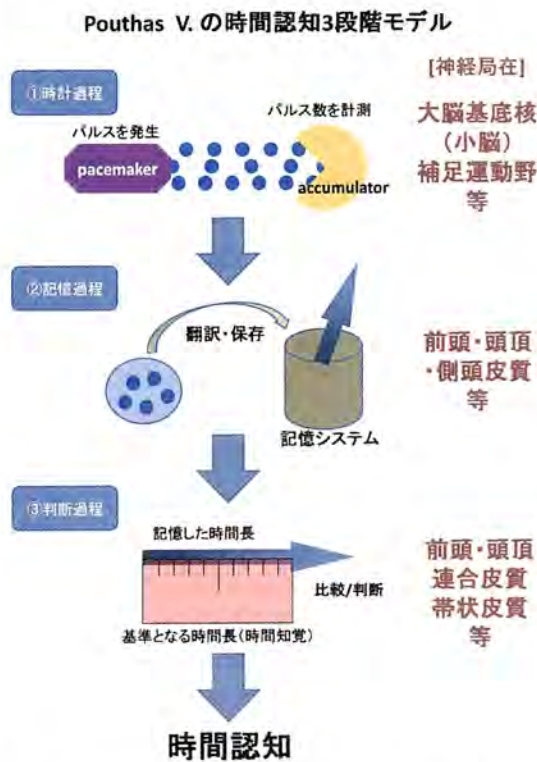 Pouthas V. の時間認知3段階モデル
[神経局在]
①時計過程
パルスを発生
パルス数を計測
pacemaker
accumulator
大脳基底核
(小脳)
補足運動野
等
②記憶過程
翻訳・保存
記憶システム
前頭・頭頂
・側頭皮質
等
③判断過程
記憶した時間長
比較/判断
基準となる時間長(時間知覚)
前頭・頭頂
連合皮質
帯状皮質
等
時間認知